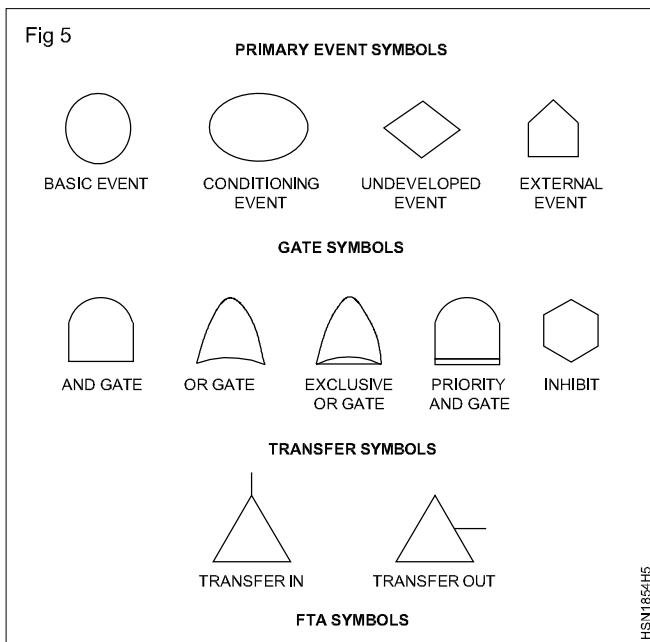 Fig 5
PRIMARY EVENT SYMBOLS
BASIC EVENT
CONDITIONING
EVENT
UNDEVELOPED
EVENT
EXTERNAL
EVENT
GATE SYMBOLS
AND GATE
OR GATE
EXCLUSIVE
OR GATE
PRIORITY
AND GATE
INHIBIT
TRANSFER SYMBOLS
TRANSFER IN
TRANSFER OUT
FTA SYMBOLS
HSN1854H5